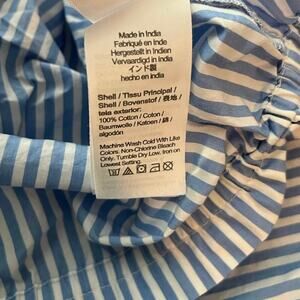 Made in India
Fabriqué en Inde
Hergestellt in Indien
Vervaardigd in India
インド製
hecho en india
Shell / Tissu Principal /
Shell / Bovenstof / 表地 /
tela exterior:
100% Cotton / Coton /
Baumwolle / Katoen / 綿 /
algodón
Machine Wash Cold With Like
Colors. Non-Chlorine Bleach
Only. Tumble Dry Low. Iron on
Lowest Setting.